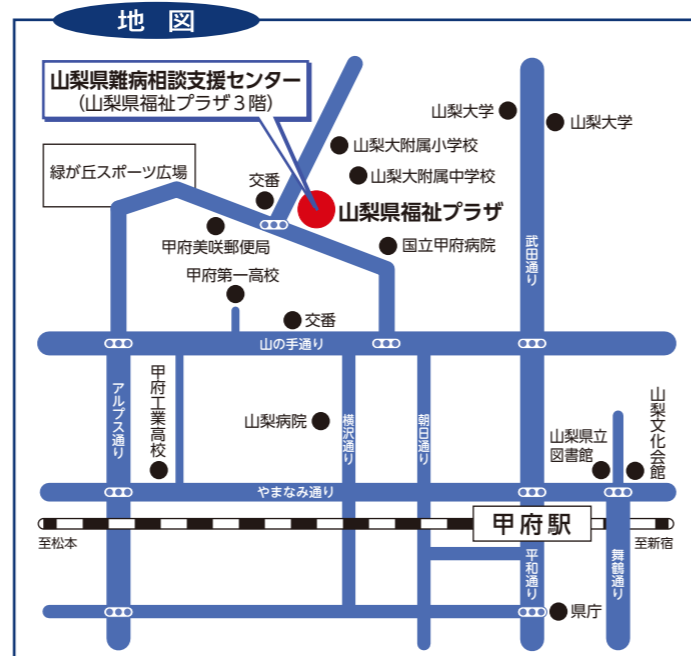 地図
山梨県難病相談支援センター
（山梨県福祉プラザ３階）
山梨大学
山梨大学
山梨大附属小学校
緑が丘スポーツ広場
交番
山梨大附属中学校
山梨県福祉プラザ
甲府美咲郵便局
国立甲府病院
武田通り
甲府第一高校
交番
山の手通り
アルプス通り
甲府工業高校
山梨病院
横沢通り
朝日通り
山梨県立
図書館
山梨文化会館
やまなみ通り
甲府駅
至松本
至新宿
平和通り
舞鶴通り
県庁